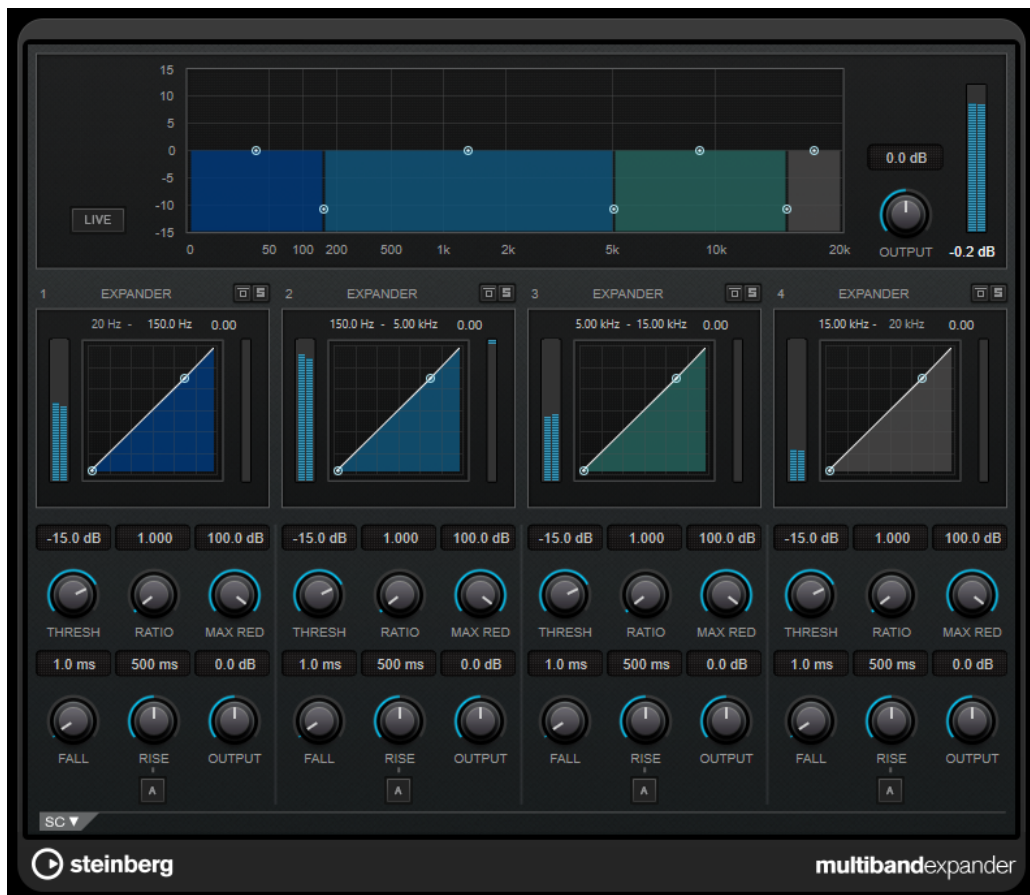 15
10
5
0
-5
-10
-15
LIVE
0 50 100 200 500 1k 2k 5k 10k 20k
0.0 dB
OUTPUT -0.2 dB
1 EXPANDER S 2 EXPANDER S 3 EXPANDER S 4 EXPANDER S
20 Hz - 150.0 Hz 0.00 150.0 Hz - 5.00 kHz 0.00 5.00 kHz - 15.00 kHz 0.00 15.00 kHz - 20 kHz 0.00
-15.0 dB 1.000 100.0 dB -15.0 dB 1.000 100.0 dB -15.0 dB 1.000 100.0 dB -15.0 dB 1.000 100.0 dB
THRESH RATIO MAX RED THRESH RATIO MAX RED THRESH RATIO MAX RED THRESH RATIO MAX RED
1.0 ms 500 ms 0.0 dB 1.0 ms 500 ms 0.0 dB 1.0 ms 500 ms 0.0 dB 1.0 ms 500 ms 0.0 dB
FALL RISE OUTPUT FALL RISE OUTPUT FALL RISE OUTPUT FALL RISE OUTPUT
A A A A
SC ▼
steinberg multibandexpander